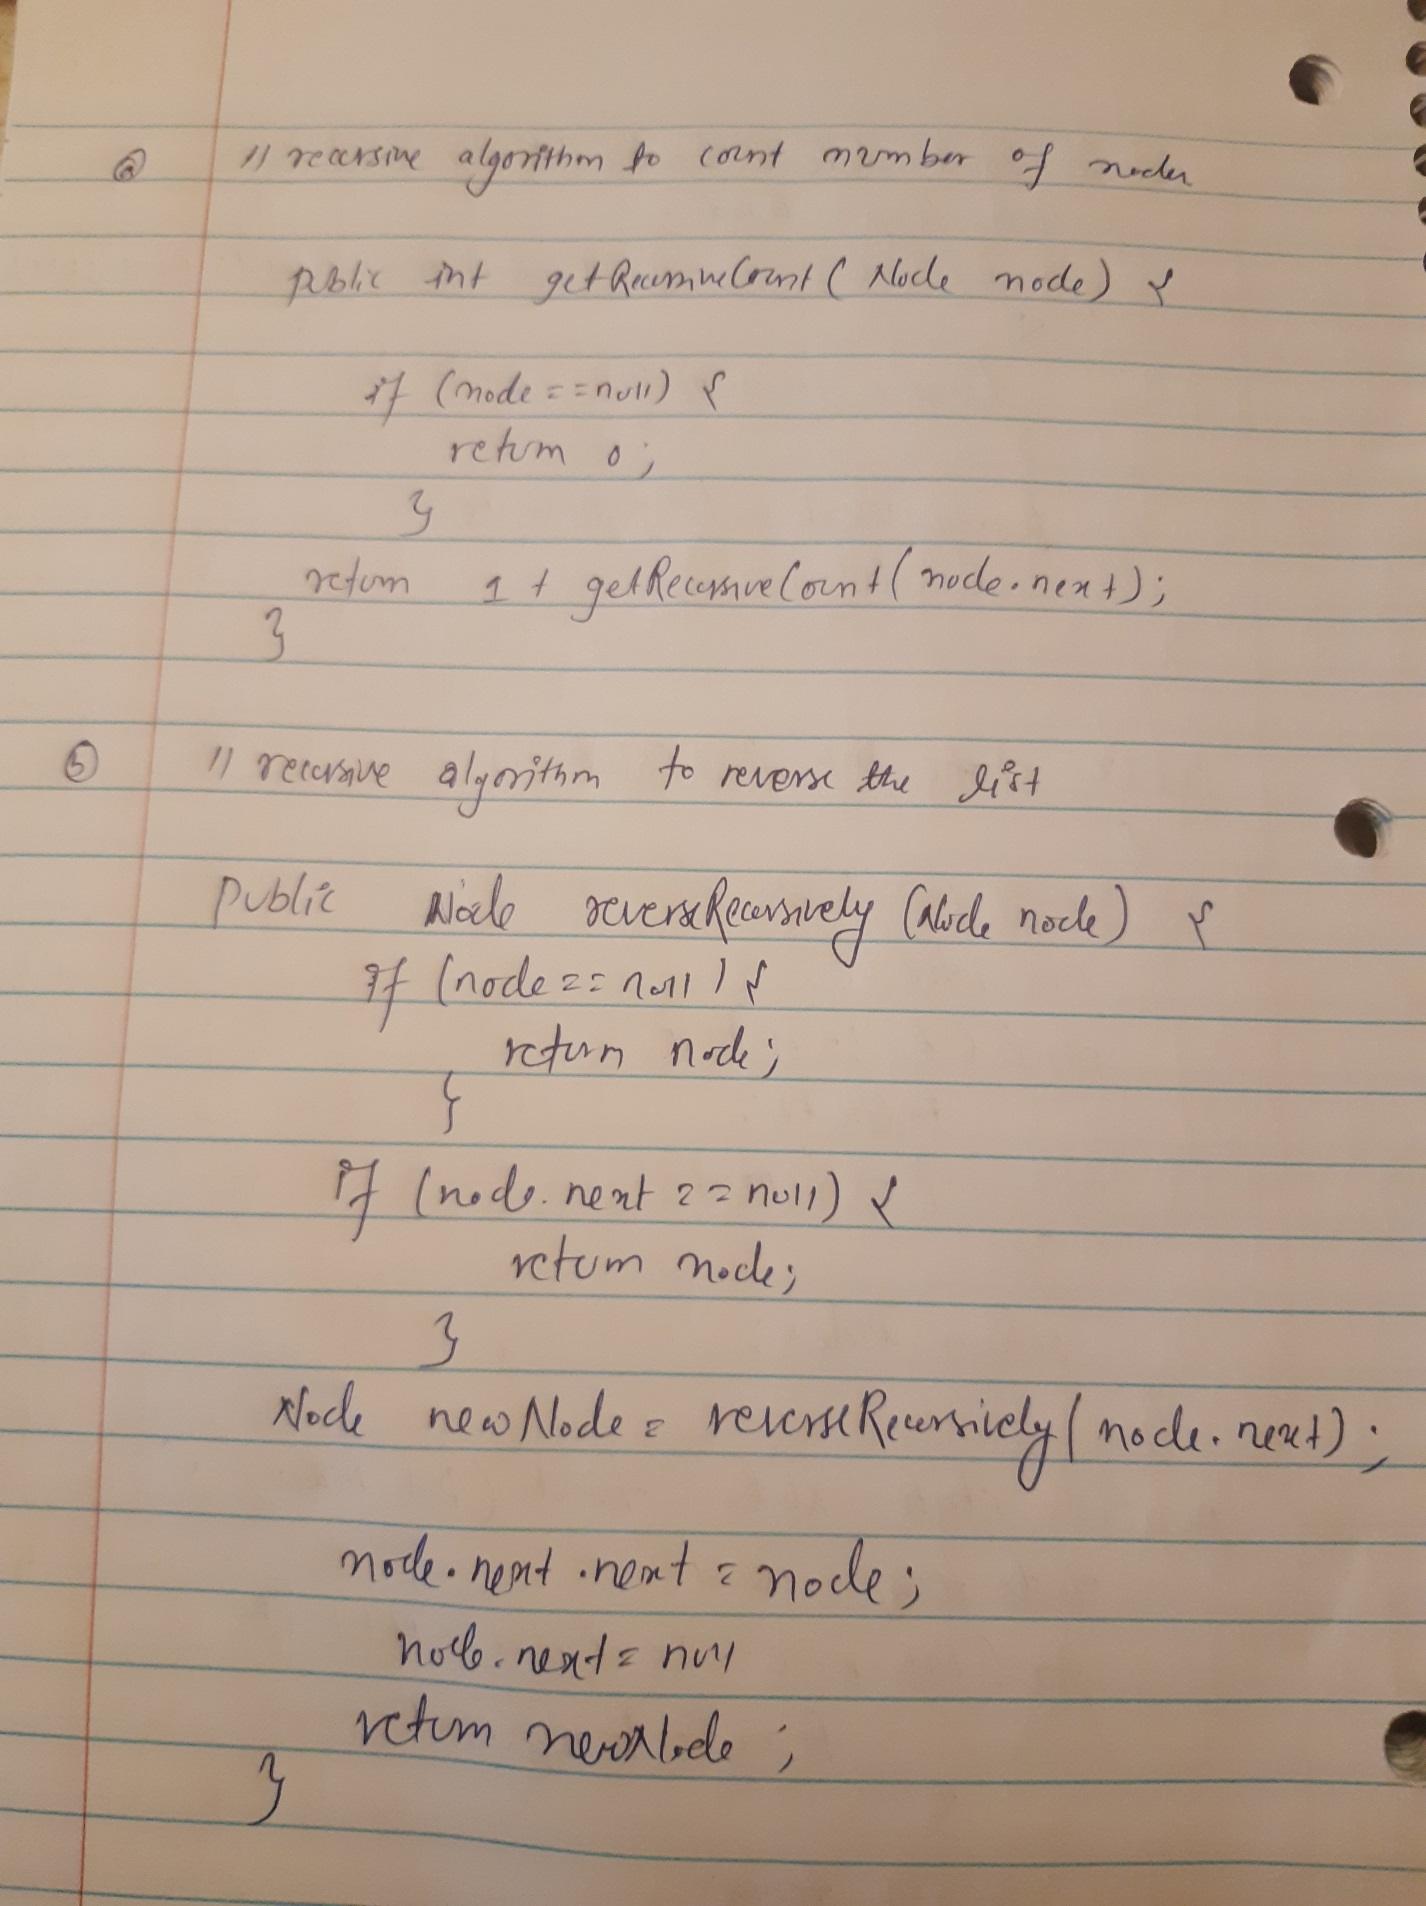 (a) // recursive algorithm to count number of nodes
public int getRecursiveCount ( Node node) {
if (node == null) {
return 0;
}
return 1 + getRecursiveCount( node.next);
}
(b) // recursive algorithm to reverse the list
Public Node reverseRecursively (Node node) {
if (node == null) {
return node;
}
if (node.next == null) {
return node;
}
Node newNode = reverseRecursively( node.next);
node.next.next = node;
node.next = null
return newNode ;
}